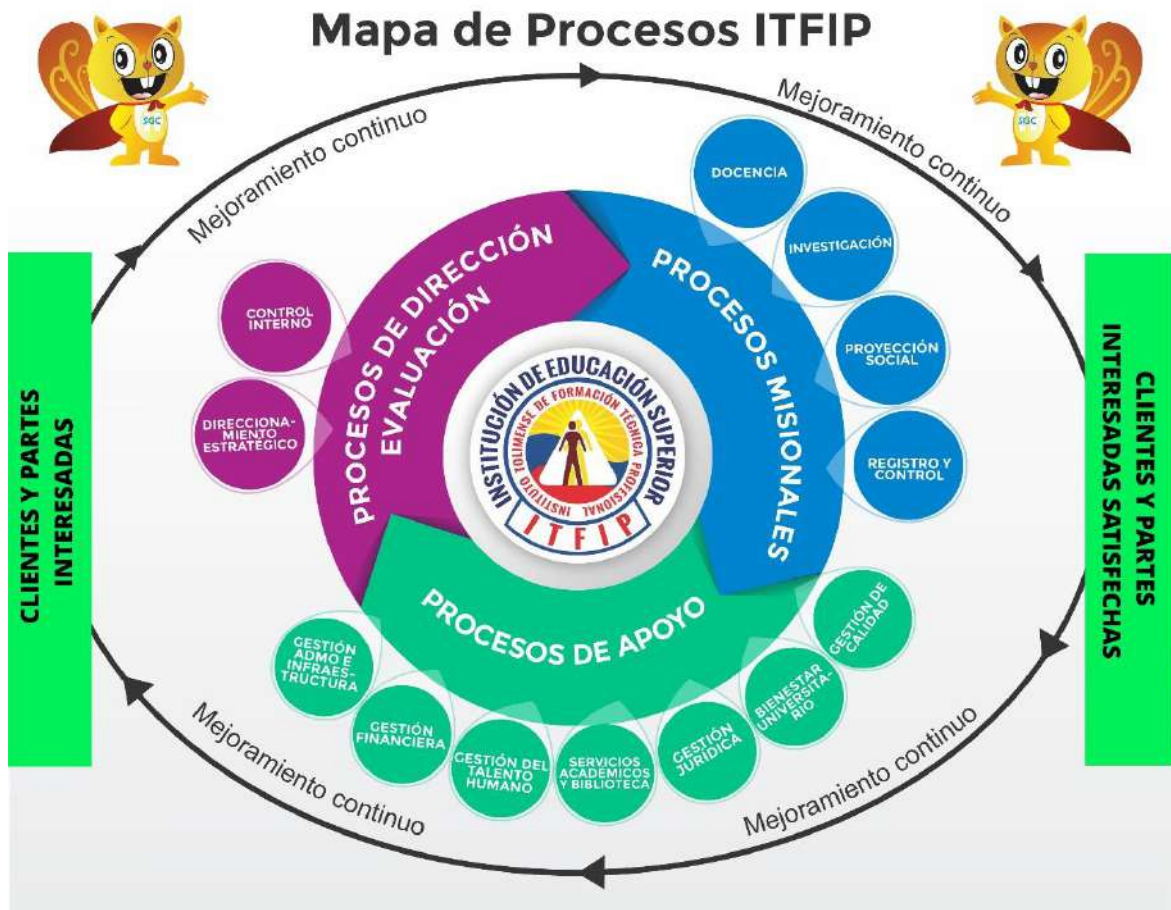 Mapa de Procesos ITFIP
SGC
SGC
Mejoramiento continuo
Mejoramiento continuo
CLIENTES Y PARTES
INTERESADAS
CONTROL
INTERNO
DIRECCIONA-
MIENTO
ESTRATÉGICO
PROCESOS DE DIRECCIÓN
EVALUACIÓN
PROCESOS MISIONALES
DOCENCIA
INVESTIGACIÓN
PROYECCIÓN
SOCIAL
REGISTRO Y
CONTROL
INSTITUCIÓN DE EDUCACIÓN SUPERIOR
INSTITUTO TOLIMENSE DE FORMACIÓN TÉCNICA PROFESIONAL
ITFIP
CLIENTES Y PARTES
INTERESADAS SATISFECHAS
PROCESOS DE APOYO
GESTIÓN
ADMO E
INFRAES-
TRUCTURA
GESTIÓN
FINANCIERA
GESTIÓN DEL
TALENTO
HUMANO
SERVICIOS
ACADÉMICOS
Y BIBLIOTECA
GESTIÓN
JURÍDICA
BIENESTAR
UNIVERSITA-
RIO
GESTIÓN DE
CALIDAD
Mejoramiento continuo
Mejoramiento continuo